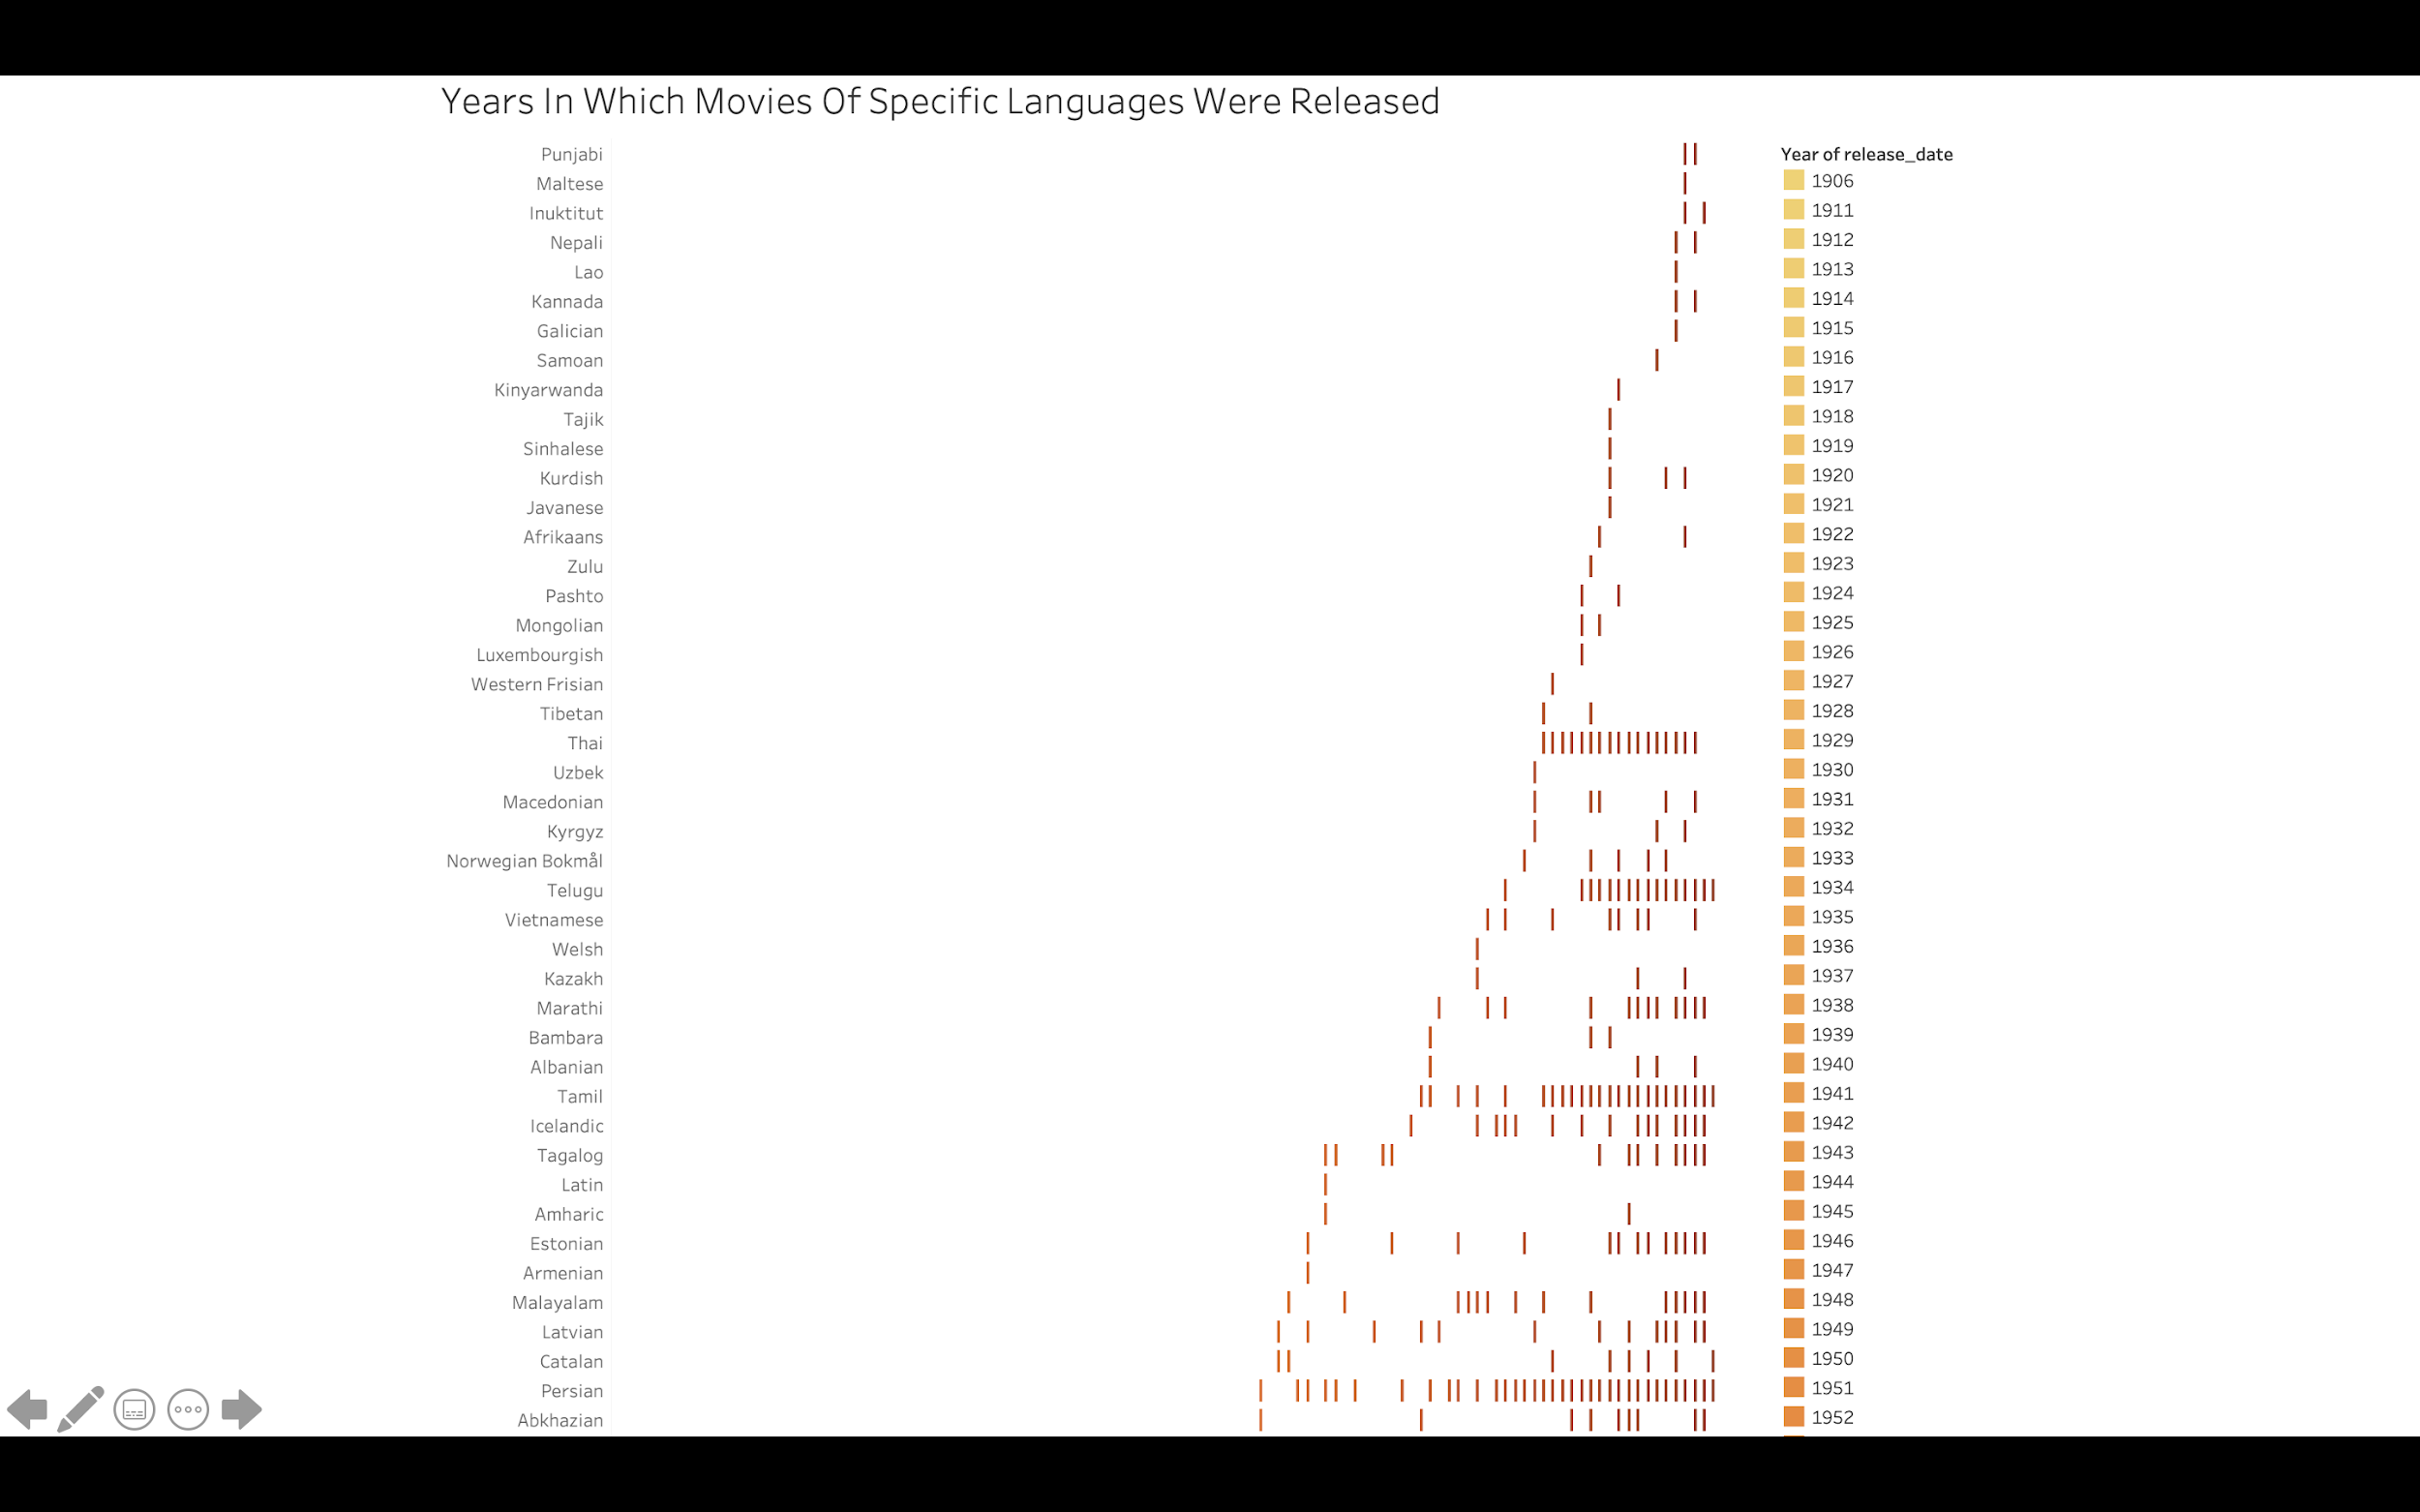 Years In Which Movies Of Specific Languages Were Released
Punjabi
Maltese
Inuktitut
Nepali
Lao
Kannada
Galician
Samoan
Kinyarwanda
Tajik
Sinhalese
Kurdish
Javanese
Afrikaans
Zulu
Pashto
Mongolian
Luxembourgish
Western Frisian
Tibetan
Thai
Uzbek
Macedonian
Kyrgyz
Norwegian Bokmål
Telugu
Vietnamese
Welsh
Kazakh
Marathi
Bambara
Albanian
Tamil
Icelandic
Tagalog
Latin
Amharic
Estonian
Armenian
Malayalam
Latvian
Catalan
Persian
Abkhazian
Year of release_date
1906
1911
1912
1913
1914
1915
1916
1917
1918
1919
1920
1921
1922
1923
1924
1925
1926
1927
1928
1929
1930
1931
1932
1933
1934
1935
1936
1937
1938
1939
1940
1941
1942
1943
1944
1945
1946
1947
1948
1949
1950
1951
1952